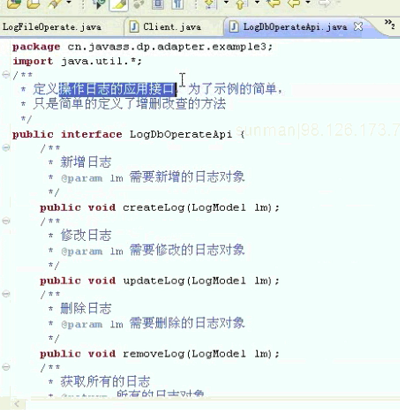 LogFileOperate.java Client.java LogDbOperateApi.java
package cn.javass.dp.adapter.example3;
import java.util.*;
/**
* 定义操作日志的应用接口，为了示例的简单，
* 只是简单的定义了增删改查的方法
*/
public interface LogDbOperateApi {
/**
* 新增日志
* @param lm 需要新增的日志对象
*/
public void createLog(LogModel lm);
/**
* 修改日志
* @param lm 需要修改的日志对象
*/
public void updateLog(LogModel lm);
/**
* 删除日志
* @param lm 需要删除的日志对象
*/
public void removeLog(LogModel lm);
/**
* 获取所有的日志
* @return 所有的日志对象